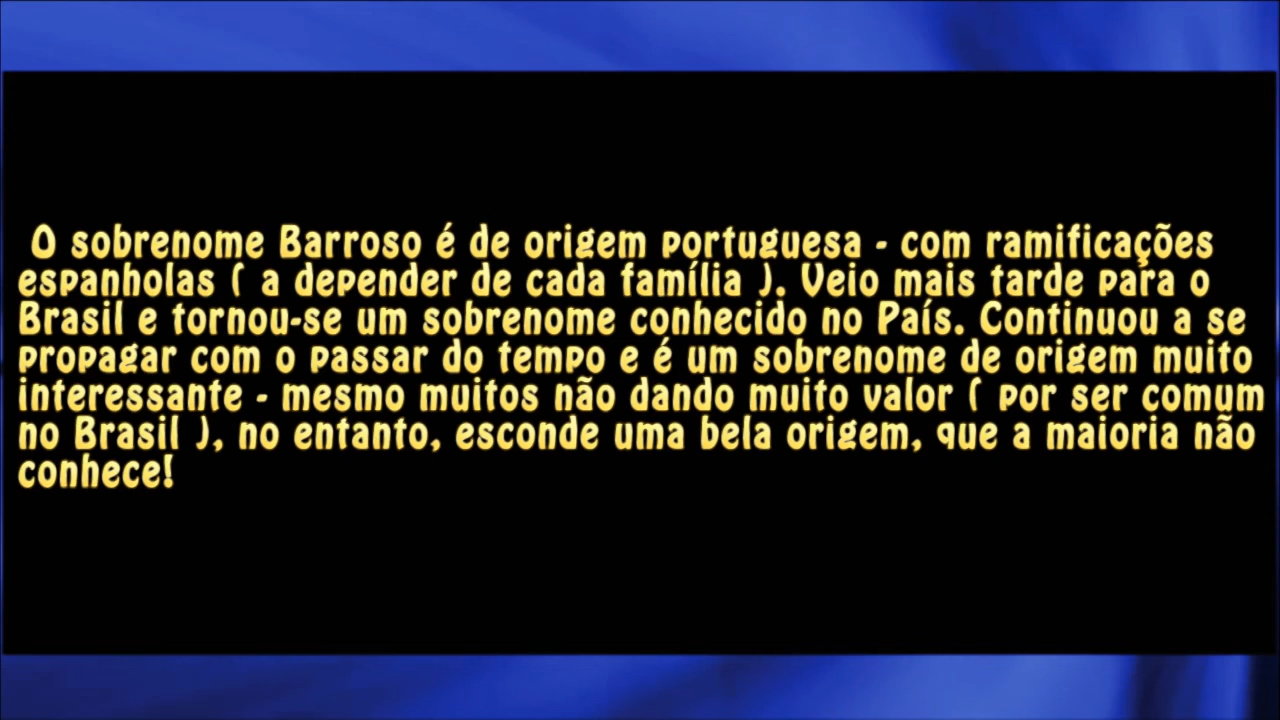 O sobrenome Barroso é de origem portuguesa - com ramificações
espanholas ( a depender de cada família ). Veio mais tarde para o
Brasil e tornou-se um sobrenome conhecido no País. Continuou a se
propagar com o passar do tempo e é um sobrenome de origem muito
interessante - mesmo muitos não dando muito valor ( por ser comum
no Brasil ), no entanto, esconde uma bela origem, que a maioria não
conhece!